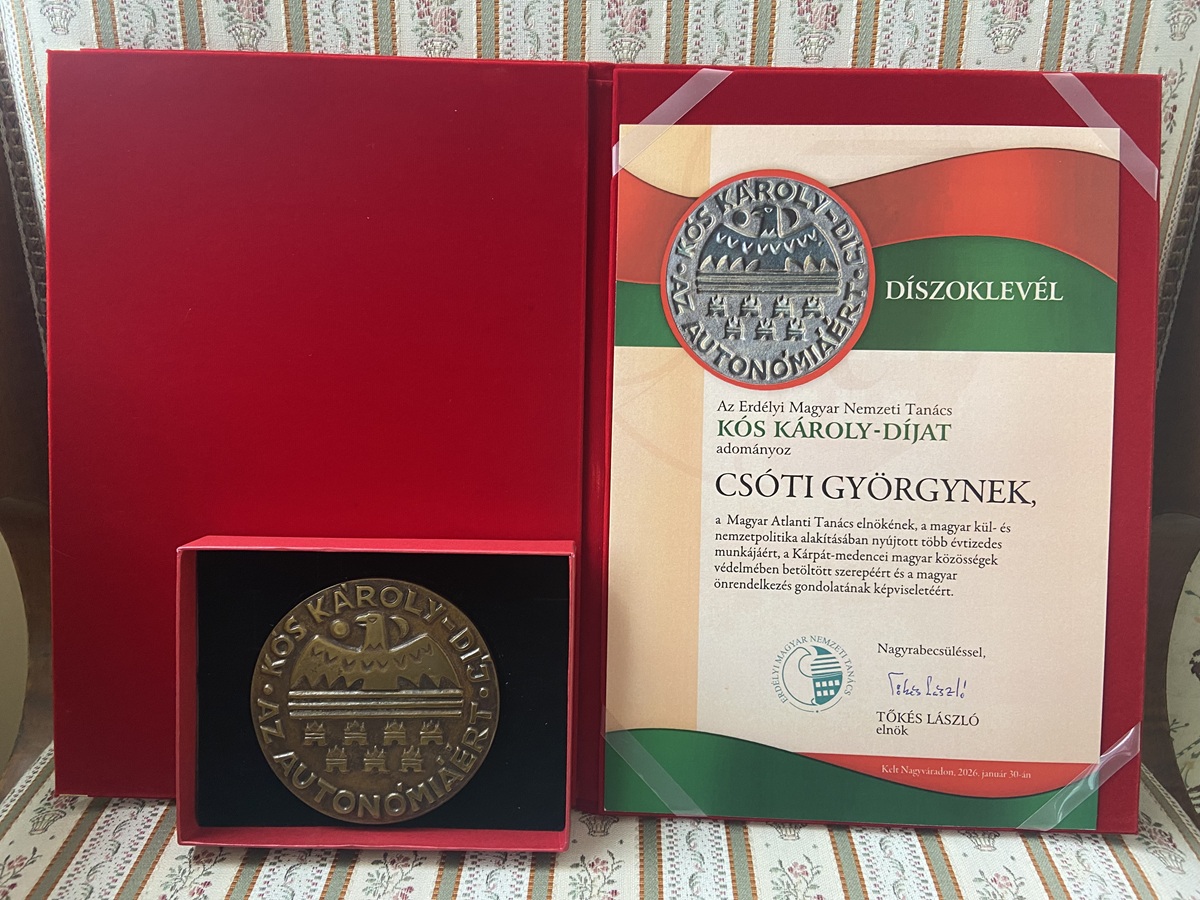 KÓS KÁROLY-DÍJ • AZ AUTONÓMIÁÉRT •
DÍSZOKLEVÉL
Az Erdélyi Magyar Nemzeti Tanács
KÓS KÁROLY-DÍJAT
adományoz
CSÓTI GYÖRGYNEK,
a Magyar Atlanti Tanács elnökének, a magyar kül- és
nemzetpolitika alakításában nyújtott több évtizedes
munkájáért, a Kárpát-medencei magyar közösségek
védelmében betöltött szerepéért és a magyar
önrendelkezés gondolatának képviseletéért.
ERDÉLYI MAGYAR NEMZETI TANÁCS
Nagyrabecsüléssel,
Tőkés László
TŐKÉS LÁSZLÓ
elnök
Kelt Nagyváradon, 2026. január 30-án
KÓS KÁROLY-DÍJ • AZ AUTONÓMIÁÉRT •